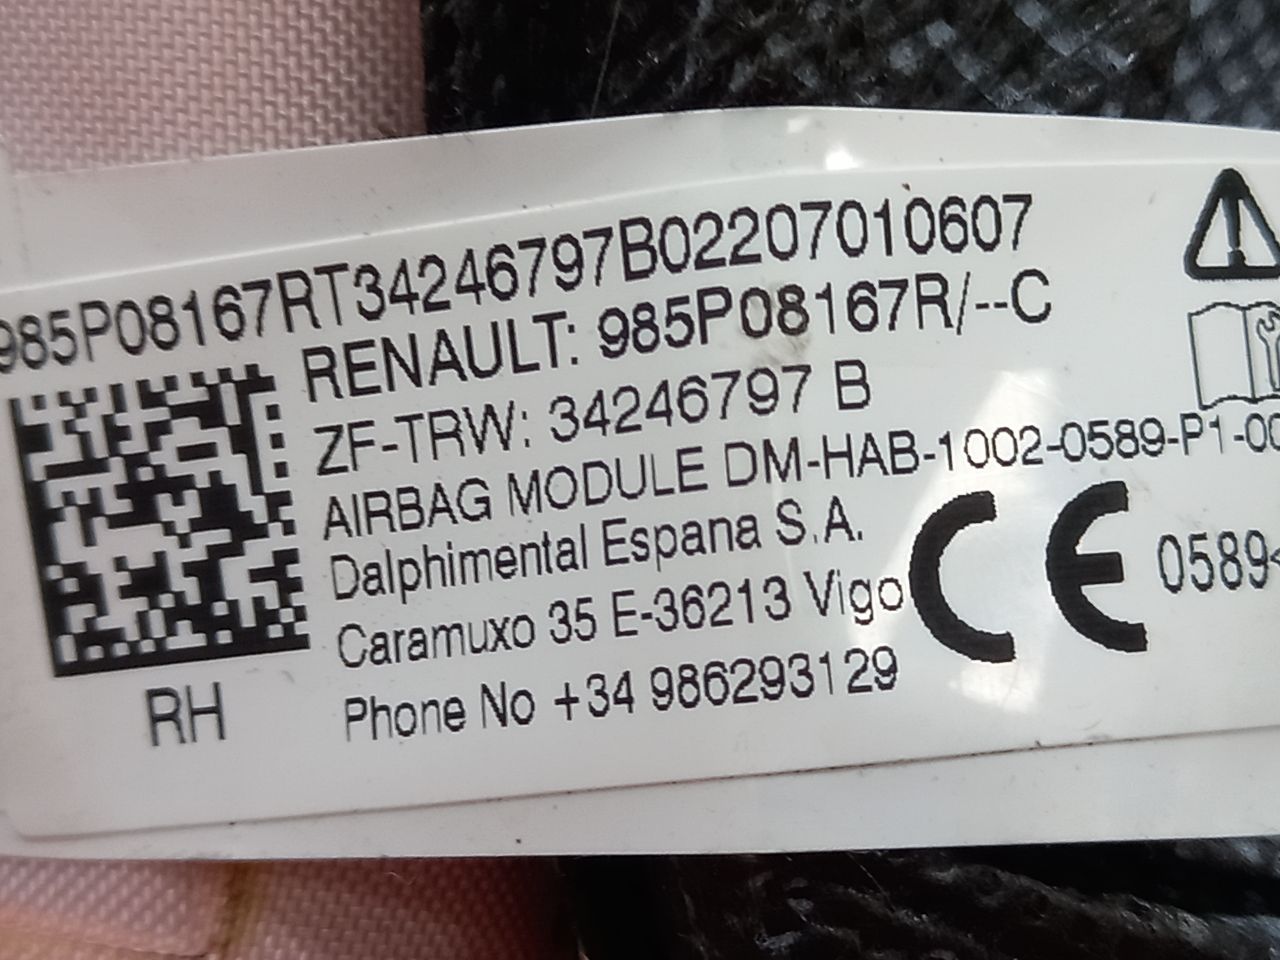 985P08167RT34246797B02207010607
RENAULT: 985P08167R/--C
ZF-TRW: 34246797 B
AIRBAG MODULE DM-HAB-1002-0589-P1-00
Dalphimental Espana S.A.
Caramuxo 35 E-36213 Vigo
Phone No +34 986293129
RH
CE 0589